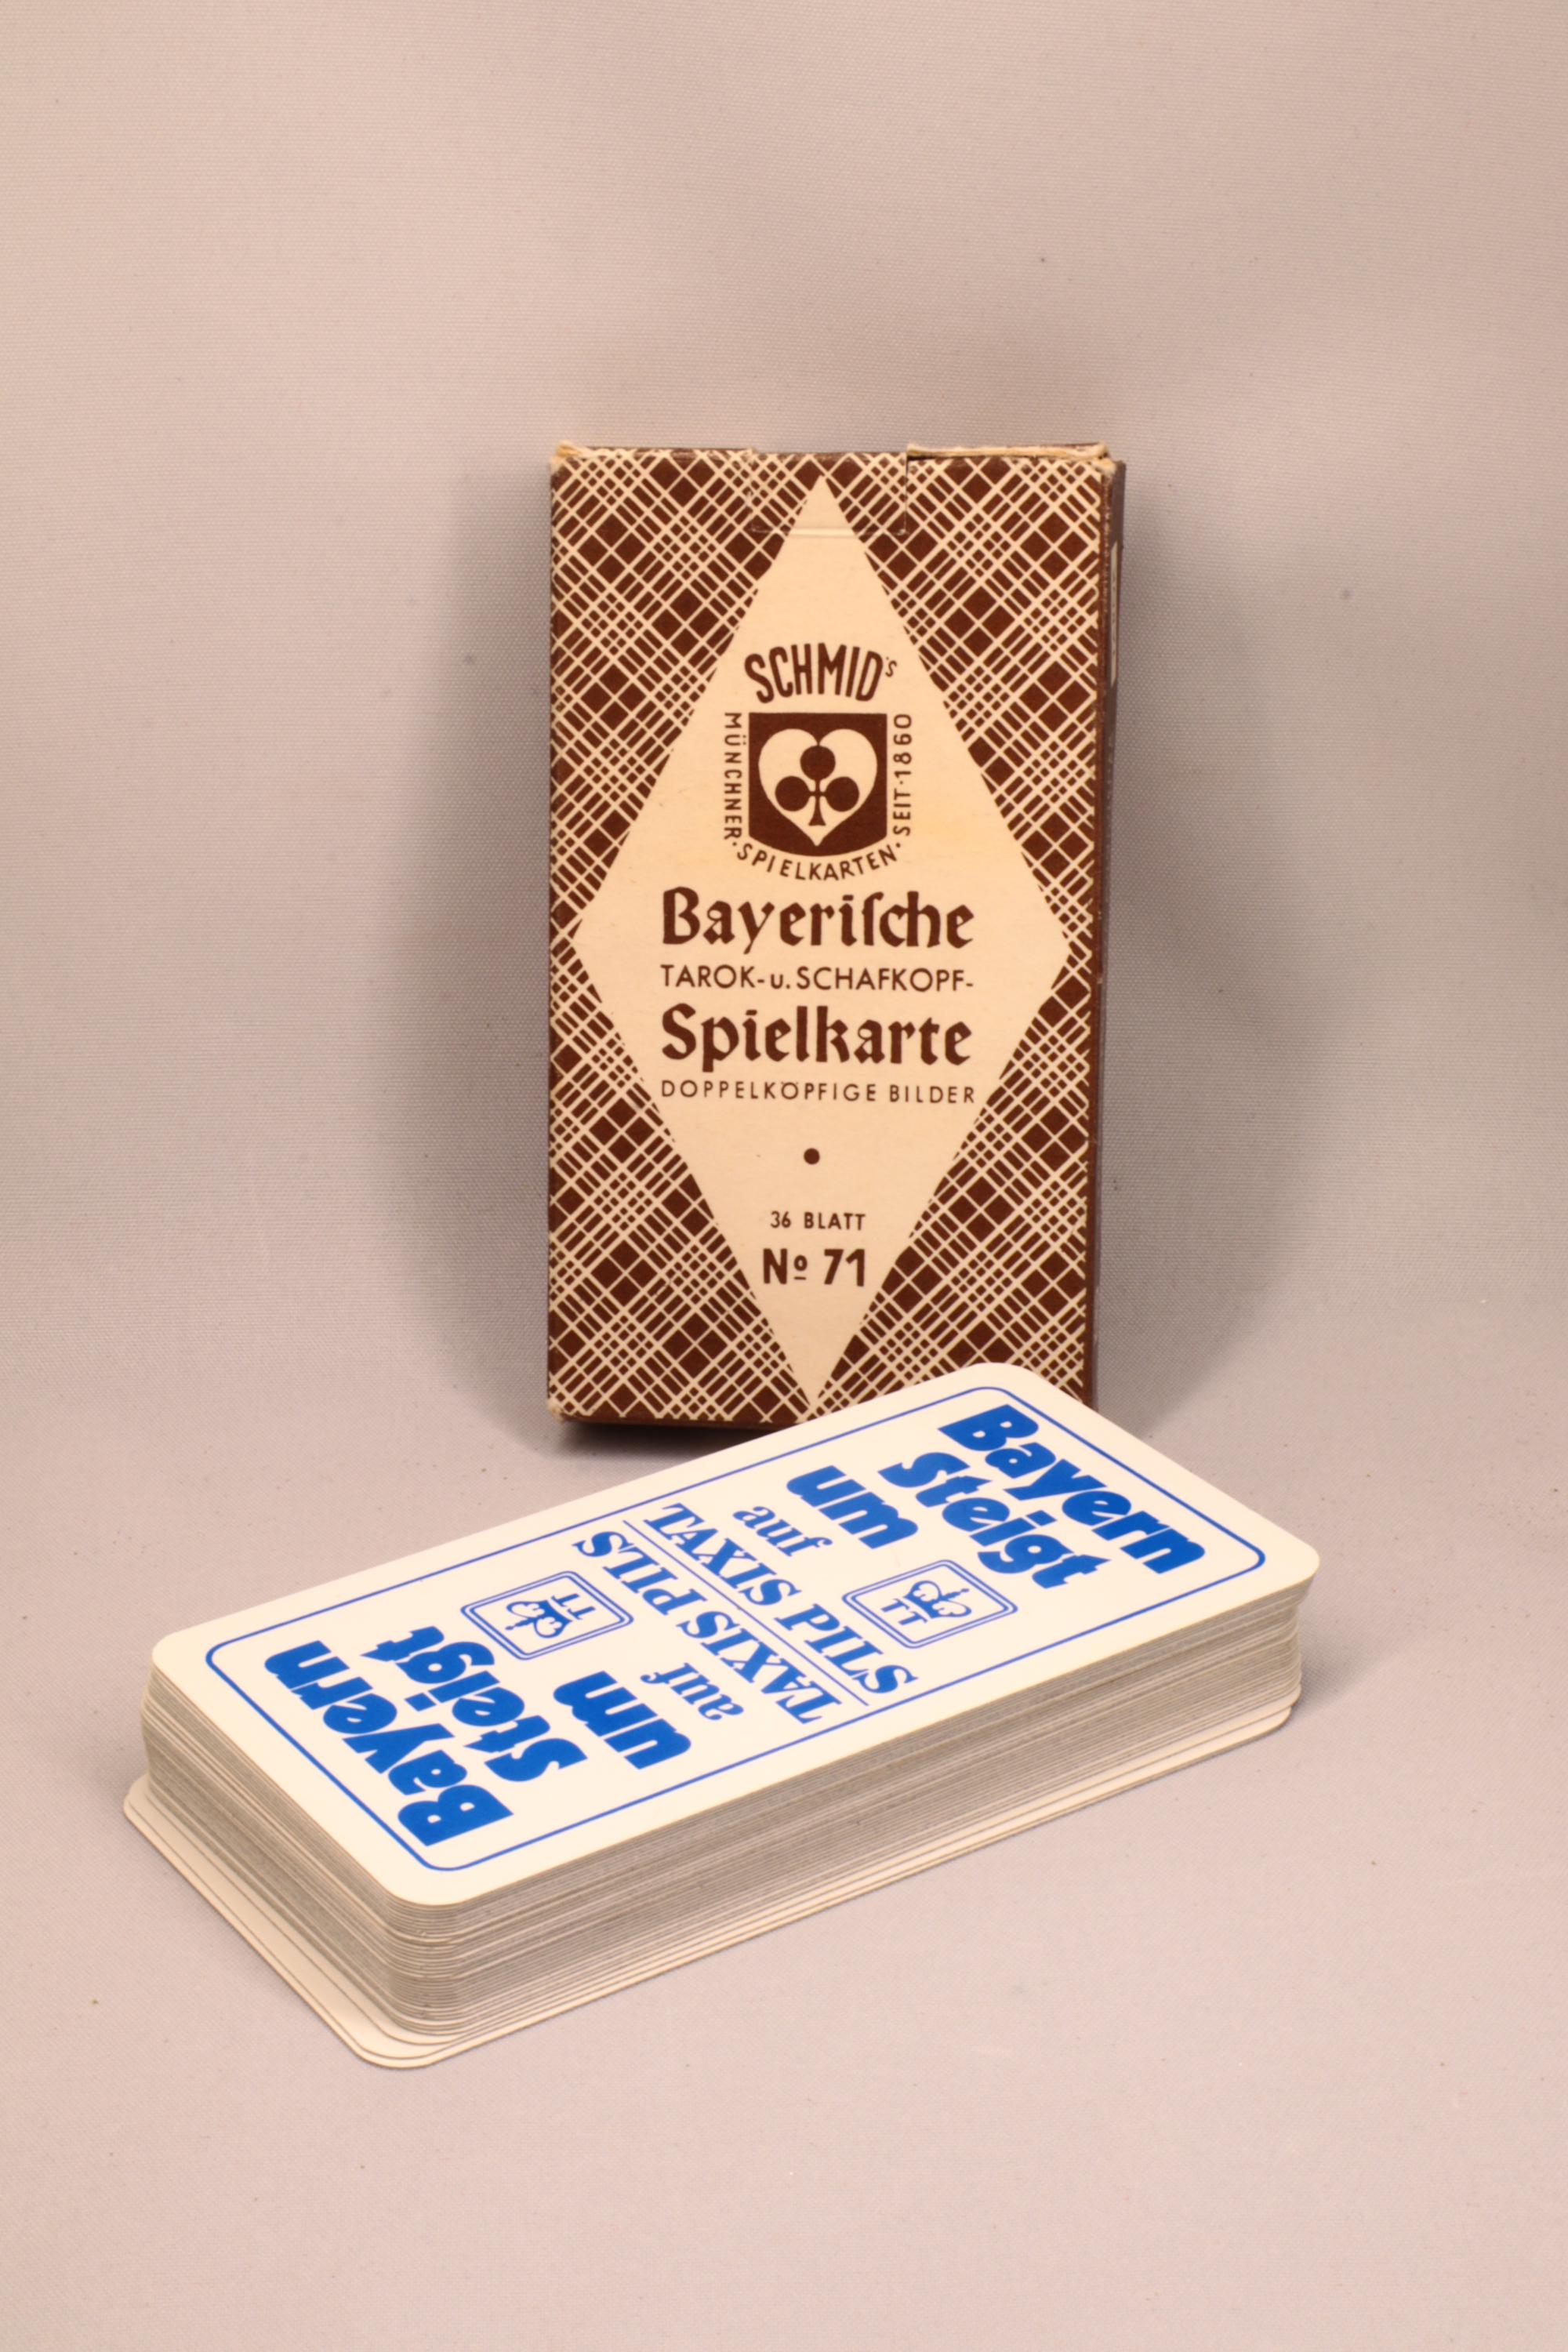 SCHMID's
MÜNCHNER·SPIELKARTEN·SEIT·1860
Bayeriſche
TAROK-u.SCHAFKOPF-
Spielkarte
DOPPELKÖPFIGE BILDER
•
36 BLATT
Nº 71
Bayern
steigt
um
auf
TT
TAXIS PILS
TAXIS PILS
auf
TT
um
steigt
Bayern